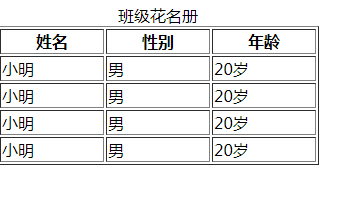 班级花名册
姓名 性别 年龄
小明 男 20岁
小明 男 20岁
小明 男 20岁
小明 男 20岁